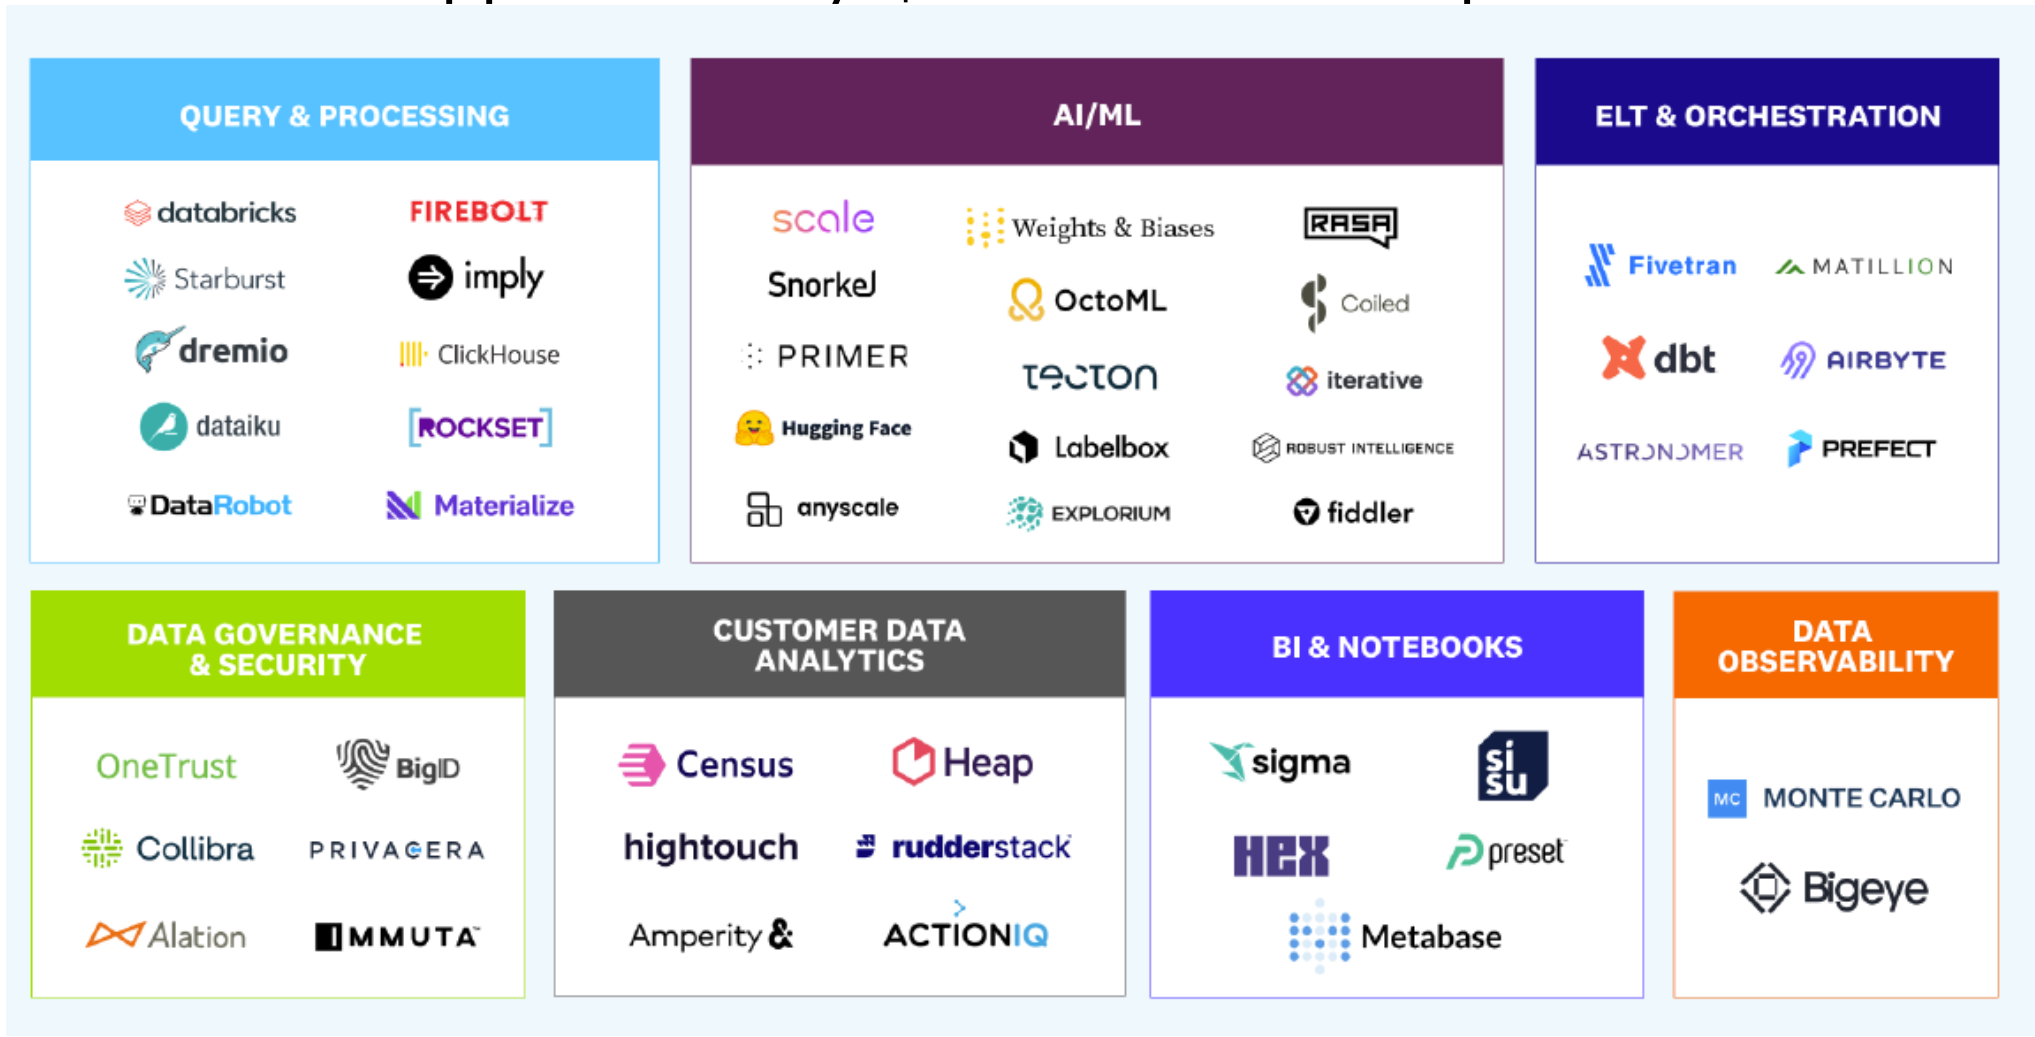 QUERY & PROCESSING
databricks
FIREBOLT
Starburst
imply
dremio
ClickHouse
dataiku
ROCKSET
DataRobot
Materialize
AI/ML
scale
Weights & Biases
RASA
Snorkel
OctoML
Coiled
PRIMER
TECTON
iterative
Hugging Face
Labelbox
ROBUST INTELLIGENCE
anyscale
EXPLORIUM
fiddler
ELT & ORCHESTRATION
Fivetran
MATILLION
dbt
AIRBYTE
ASTRONOMER
PREFECT
DATA GOVERNANCE
& SECURITY
OneTrust
BigID
Collibra
PRIVACERA
Alation
IMMUTA
CUSTOMER DATA
ANALYTICS
Census
Heap
hightouch
rudderstack
Amperity &
ACTIONIQ
BI & NOTEBOOKS
sigma
si
su
HEX
preset
Metabase
DATA
OBSERVABILITY
MC MONTE CARLO
Bigeye